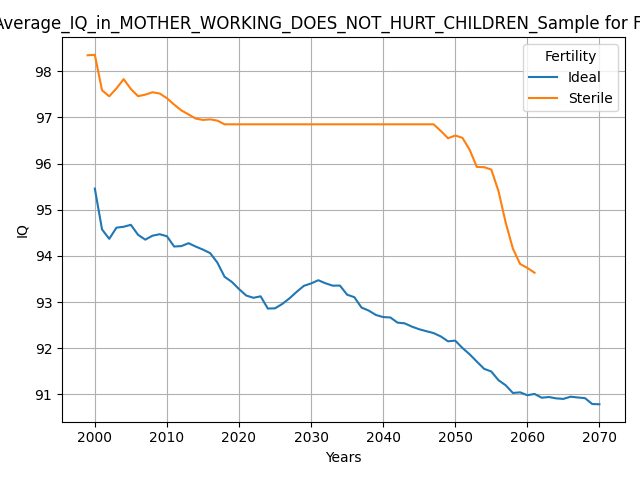 Average_IQ_in_MOTHER_WORKING_DOES_NOT_HURT_CHILDREN_Sample for F
Fertility
Ideal
Sterile
98
97
96
95
94
93
92
91
IQ
2000 2010 2020 2030 2040 2050 2060 2070
Years